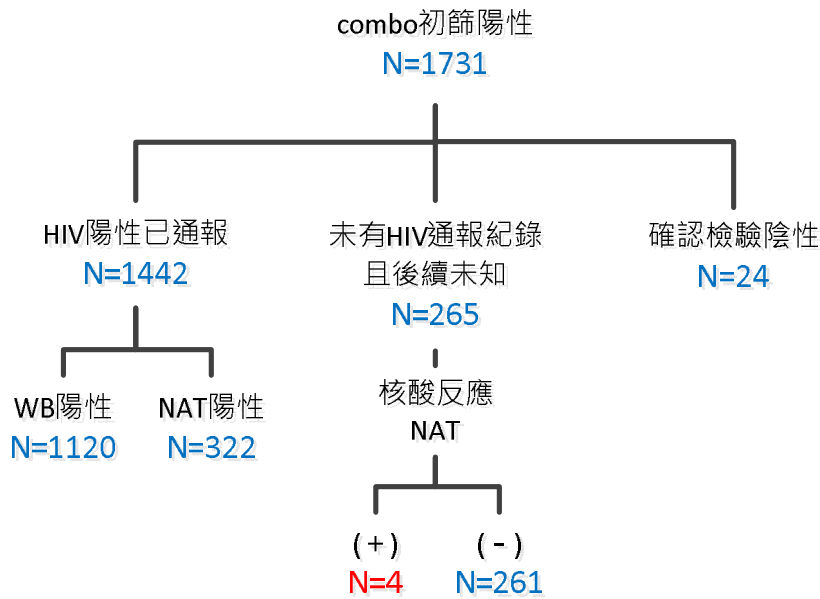 combo初篩陽性
N=1731
HIV陽性已通報
N=1442
未有HIV通報紀錄
且後續未知
N=265
確認檢驗陰性
N=24
WB陽性
N=1120
NAT陽性
N=322
核酸反應
NAT
(+)
N=4
(-)
N=261